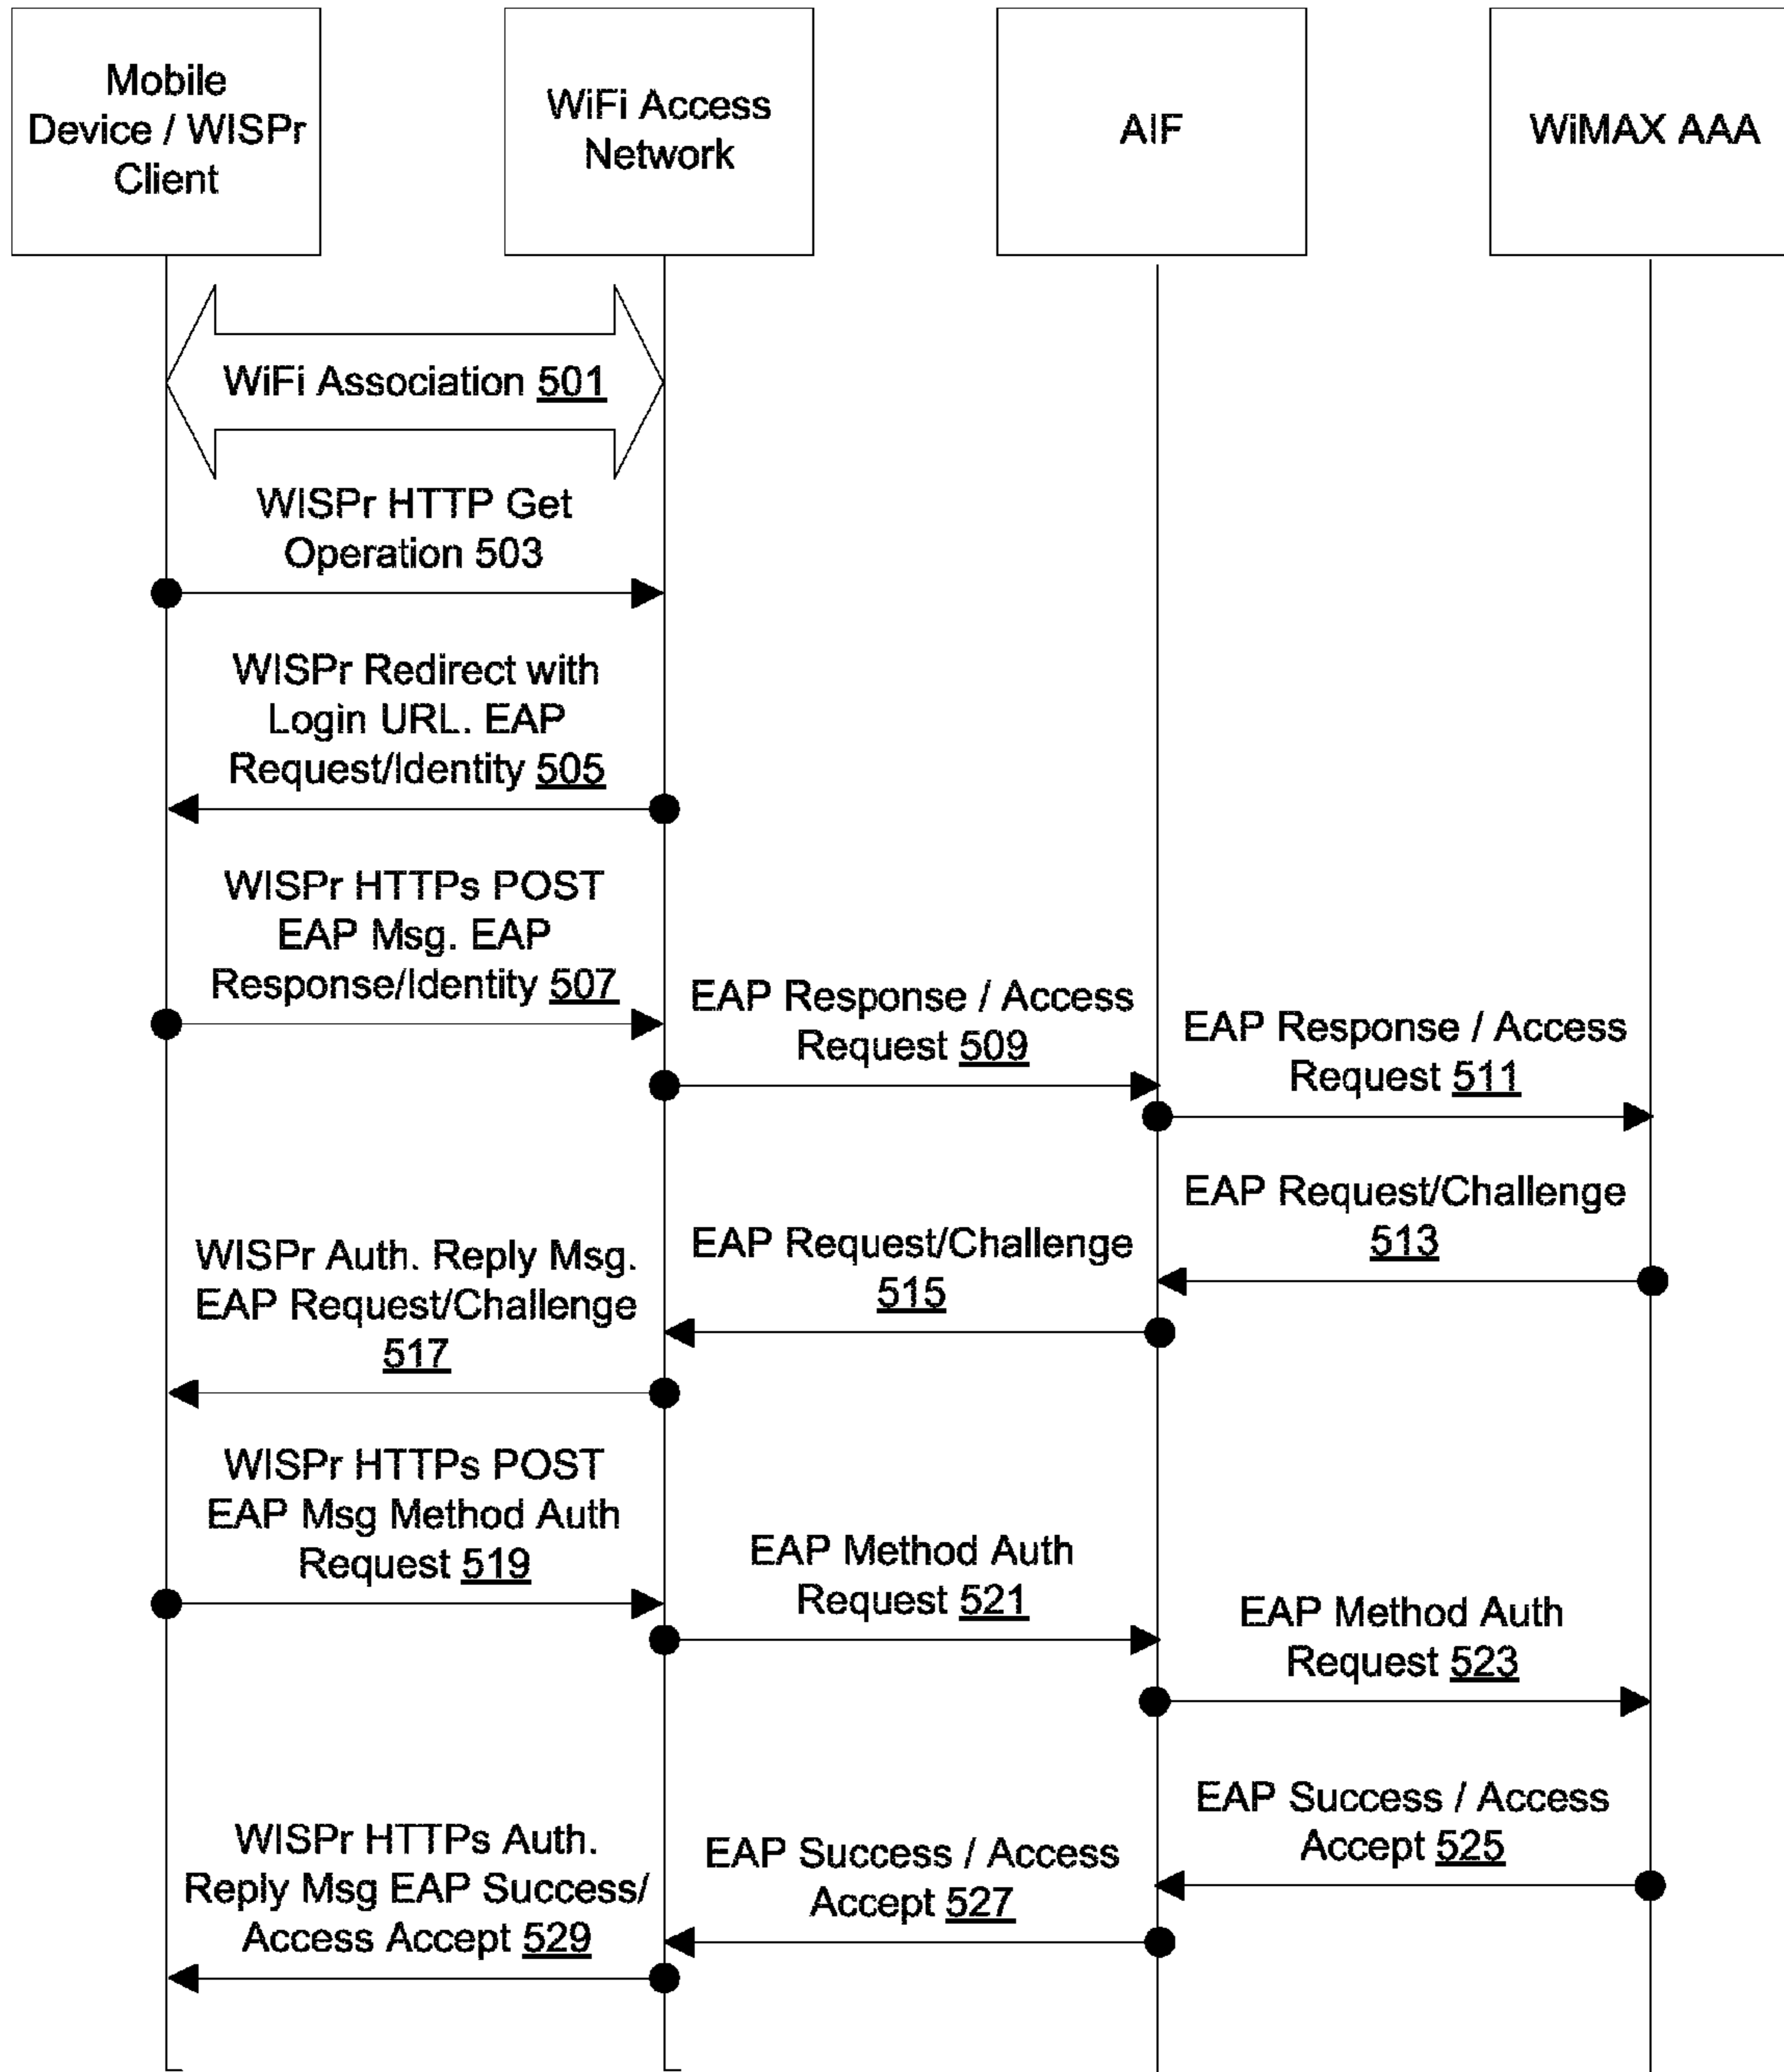 Mobile
Device / WISPr
Client
WiFi Access
Network
AIF
WiMAX AAA
WiFi Association 501
WISPr HTTP Get
Operation 503
WISPr Redirect with
Login URL. EAP
Request/Identity 505
WISPr HTTPs POST
EAP Msg. EAP
Response/Identity 507
EAP Response / Access
Request 509
EAP Response / Access
Request 511
EAP Request/Challenge
513
EAP Request/Challenge
515
WISPr Auth. Reply Msg.
EAP Request/Challenge
517
WISPr HTTPs POST
EAP Msg Method Auth
Request 519
EAP Method Auth
Request 521
EAP Method Auth
Request 523
EAP Success / Access
Accept 525
EAP Success / Access
Accept 527
WISPr HTTPs Auth.
Reply Msg EAP Success/
Access Accept 529